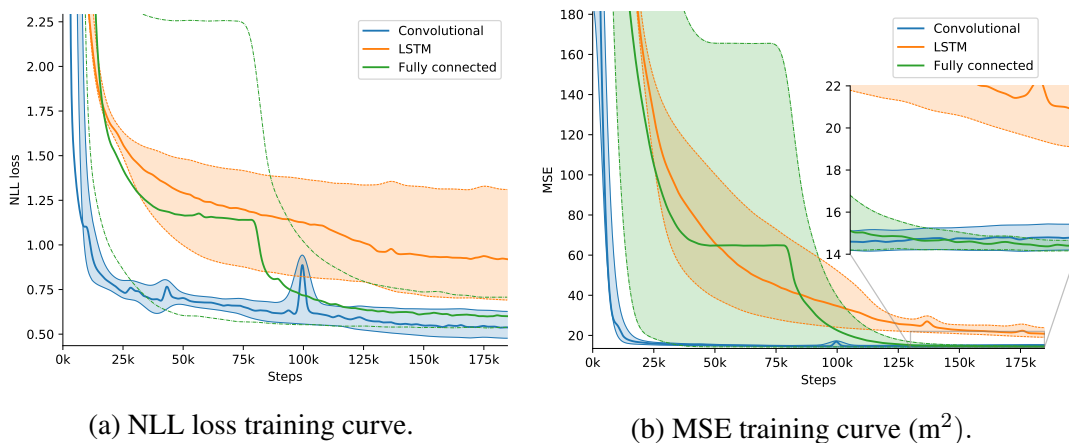 2.25
2.00
1.75
1.50
1.25
1.00
0.75
0.50
NLL loss
0k
25k
50k
75k
100k
125k
150k
175k
Steps
Convolutional
LSTM
Fully connected
(a) NLL loss training curve.
180
160
140
120
100
80
60
40
20
MSE
0k
25k
50k
75k
100k
125k
150k
175k
Steps
Convolutional
LSTM
Fully connected
22
20
18
16
14
(b) MSE training curve (m²).